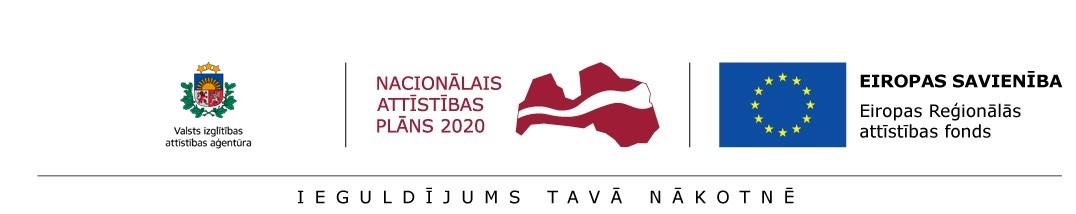 Valsts izglītības
attīstības aģentūra
NACIONĀLAIS
ATTĪSTĪBAS
PLĀNS 2020
EIROPAS SAVIENĪBA
Eiropas Reģionālās
attīstības fonds
IEGULDĪJUMS TAVĀ NĀKOTNĒ